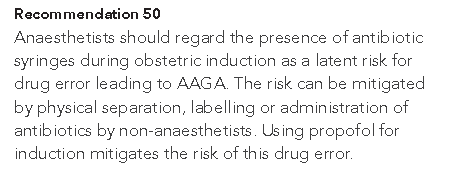 Recommendation 50
Anaesthetists should regard the presence of antibiotic
syringes during obstetric induction as a latent risk for
drug error leading to AAGA. The risk can be mitigated
by physical separation, labelling or administration of
antibiotics by non-anaesthetists. Using propofol for
induction mitigates the risk of this drug error.